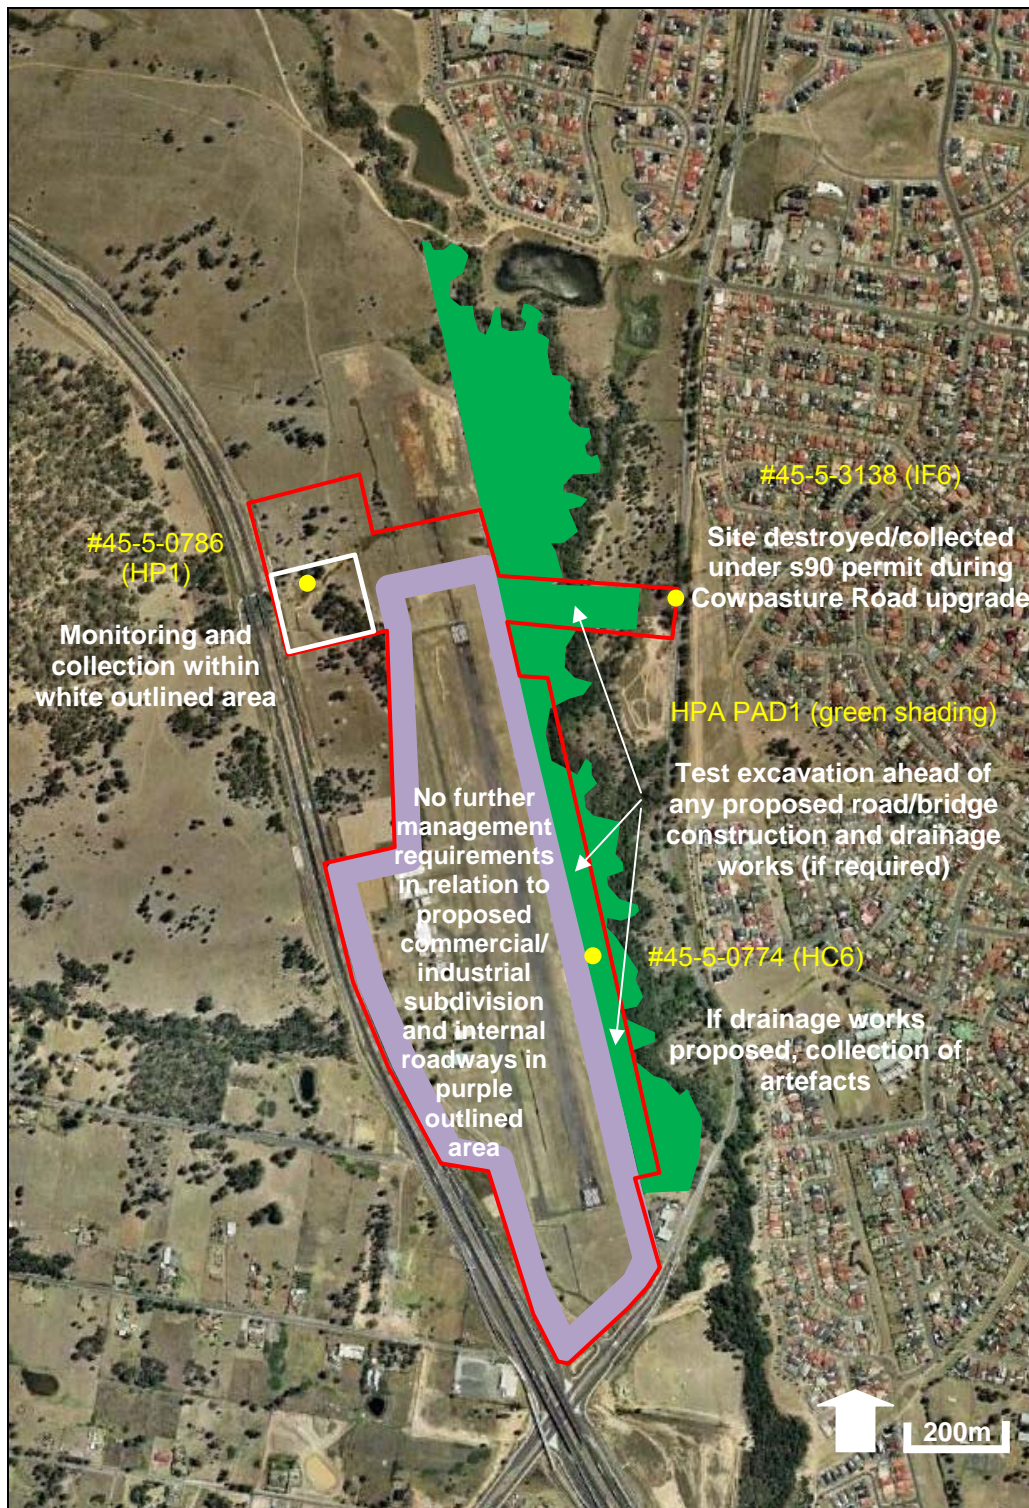 #45-5-3138 (IF6)
Site destroyed/collected
under s90 permit during
Cowpasture Road upgrade
#45-5-0786
(HP1)
Monitoring and
collection within
white outlined area
HPA PAD1 (green shading)
Test excavation ahead of
any proposed road/bridge
construction and drainage
works (if required)
No further
management
requirements
in relation to
proposed
commercial/
industrial
subdivision
and internal
roadways in
purple
outlined
area
#45-5-0774 (HC6)
If drainage works
proposed, collection of
artefacts
200m